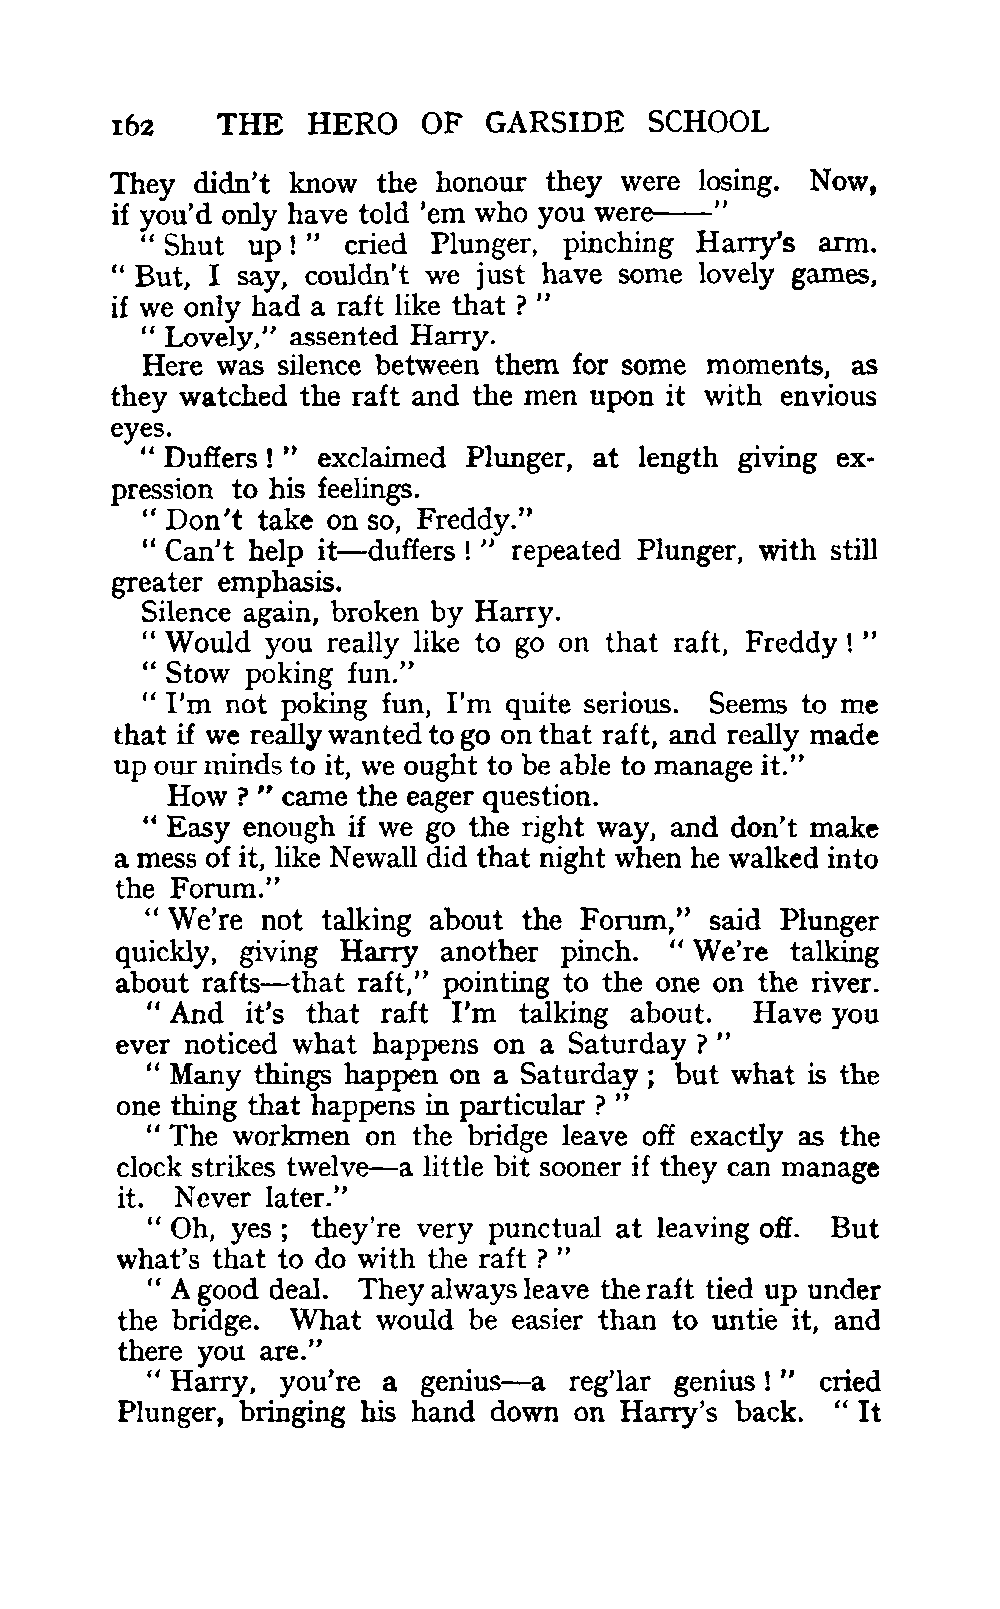 162 THE HERO OF GARSIDE SCHOOL
They didn't know the honour they were losing. Now,
if you'd only have told 'em who you were——"
" Shut up ! " cried Plunger, pinching Harry's arm.
" But, I say, couldn't we just have some lovely games,
if we only had a raft like that ? "
" Lovely," assented Harry.
Here was silence between them for some moments, as
they watched the raft and the men upon it with envious
eyes.
" Duffers ! " exclaimed Plunger, at length giving ex-
pression to his feelings.
" Don't take on so, Freddy."
" Can't help it—duffers ! " repeated Plunger, with still
greater emphasis.
Silence again, broken by Harry.
" Would you really like to go on that raft, Freddy ! "
" Stow poking fun."
" I'm not poking fun, I'm quite serious. Seems to me
that if we really wanted to go on that raft, and really made
up our minds to it, we ought to be able to manage it."
How ? " came the eager question.
" Easy enough if we go the right way, and don't make
a mess of it, like Newall did that night when he walked into
the Forum."
" We're not talking about the Forum," said Plunger
quickly, giving Harry another pinch. " We're talking
about rafts—that raft," pointing to the one on the river.
" And it's that raft I'm talking about. Have you
ever noticed what happens on a Saturday ? "
" Many things happen on a Saturday ; but what is the
one thing that happens in particular ? "
" The workmen on the bridge leave off exactly as the
clock strikes twelve—a little bit sooner if they can manage
it. Never later."
" Oh, yes ; they're very punctual at leaving off. But
what's that to do with the raft ? "
" A good deal. They always leave the raft tied up under
the bridge. What would be easier than to untie it, and
there you are."
" Harry, you're a genius—a reg'lar genius ! " cried
Plunger, bringing his hand down on Harry's back. " It